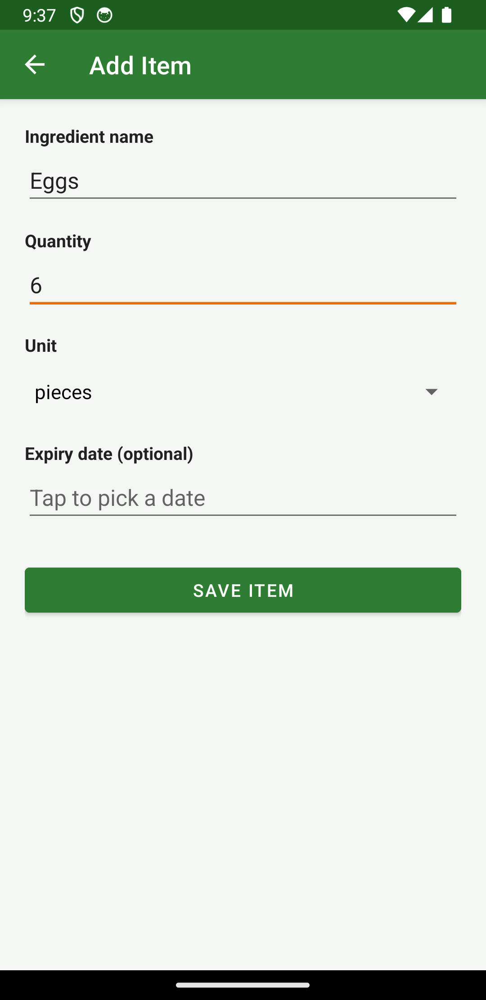 9:37
Add Item
Ingredient name
Eggs
Quantity
6
Unit
pieces
Expiry date (optional)
Tap to pick a date
SAVE ITEM